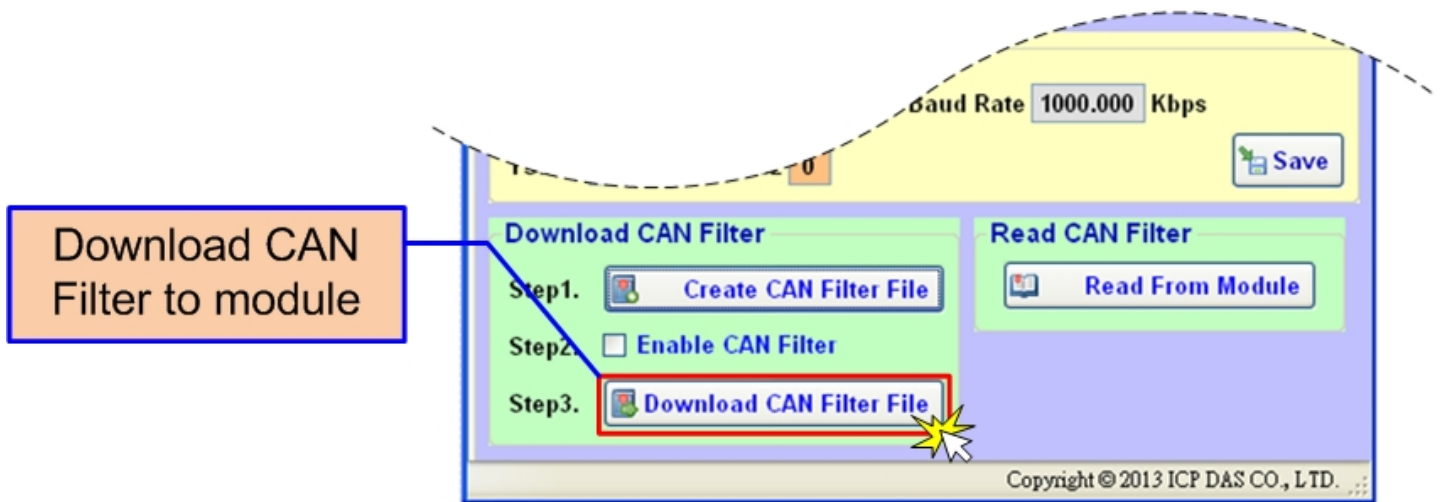 Baud Rate 1000.000 Kbps
0
Save
Download CAN
Filter to module
Download CAN Filter
Step1. Create CAN Filter File
Step2. Enable CAN Filter
Step3. Download CAN Filter File
Read CAN Filter
Read From Module
Copyright © 2013 ICP DAS CO., LTD.